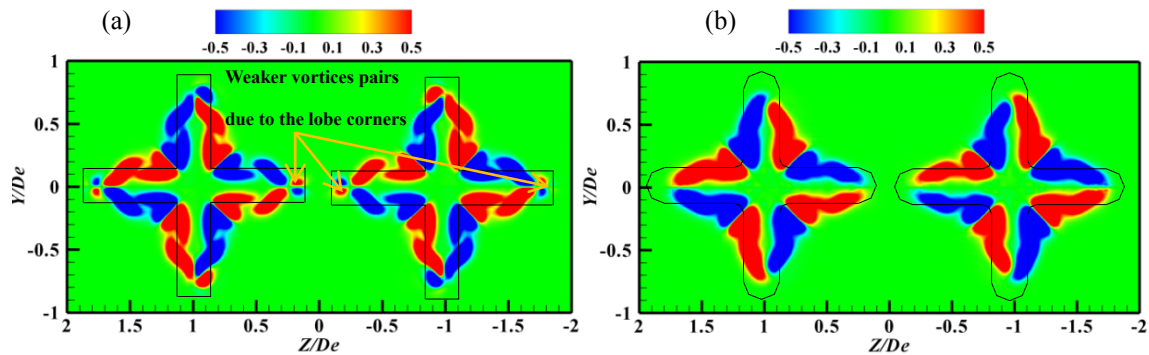 (a)
-0.5 -0.3 -0.1 0.1 0.3 0.5
Weaker vortices pairs
due to the lobe corners
Y/De
1
0.5
0
-0.5
-1
2 1.5 1 0.5 0 -0.5 -1 -1.5 -2
Z/De
(b)
-0.5 -0.3 -0.1 0.1 0.3 0.5
Y/De
1
0.5
0
-0.5
-1
2 1.5 1 0.5 0 -0.5 -1 -1.5 -2
Z/De